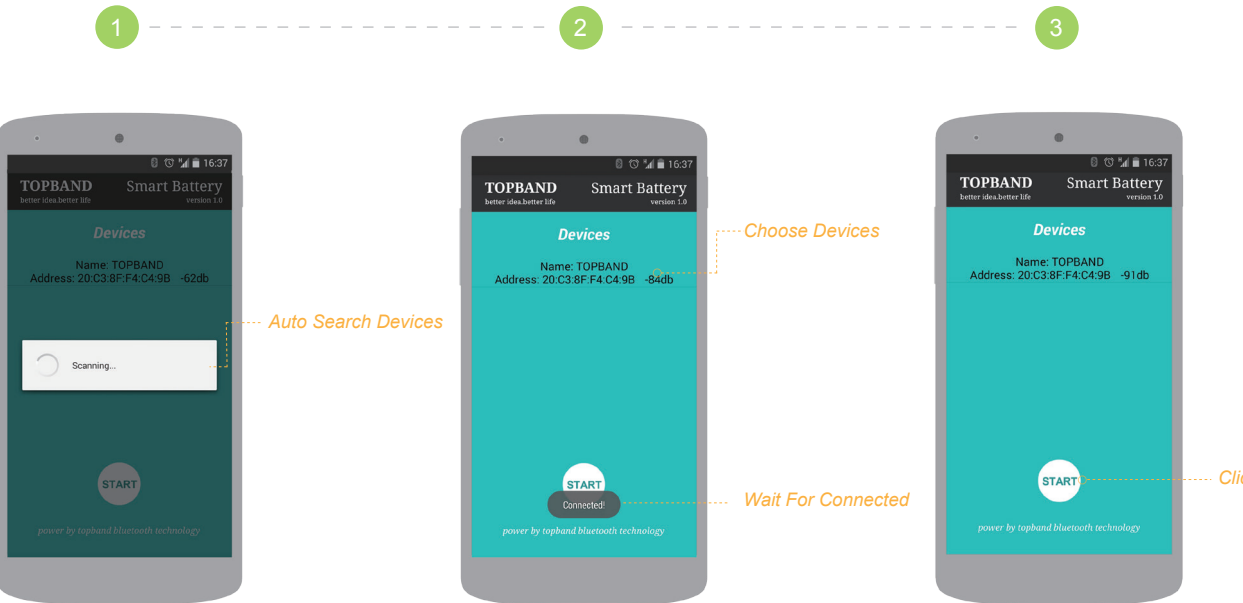 1
2
3
16:37
TOPBAND
Smart Battery
better idea.better life
version 1.0
Devices
Name: TOPBAND
Address: 20:C3:8F:F4:C4:9B -62db
Scanning...
START
power by topband bluetooth technology
Auto Search Devices
16:37
TOPBAND
Smart Battery
better idea.better life
version 1.0
Devices
Name: TOPBAND
Address: 20:C3:8F:F4:C4:9B -84db
START
Connected!
power by topband bluetooth technology
Choose Devices
Wait For Connected
16:37
TOPBAND
Smart Battery
better idea.better life
version 1.0
Devices
Name: TOPBAND
Address: 20:C3:8F:F4:C4:9B -91db
START
power by topband bluetooth technology